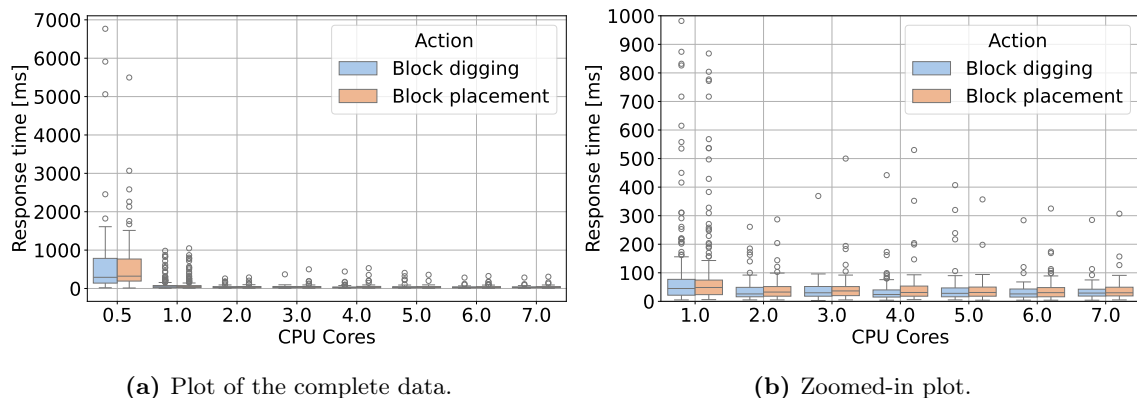 7000
6000
5000
4000
3000
2000
1000
0
Response time [ms]
Action
Block digging
Block placement
0.5 1.0 2.0 3.0 4.0 5.0 6.0 7.0
CPU Cores
(a) Plot of the complete data.
1000
900
800
700
600
500
400
300
200
100
0
Response time [ms]
Action
Block digging
Block placement
1.0 2.0 3.0 4.0 5.0 6.0 7.0
CPU Cores
(b) Zoomed-in plot.